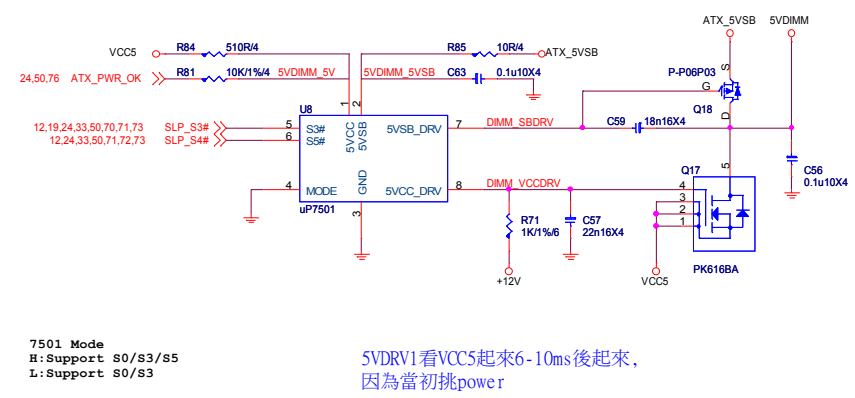 ATX_5VSB 5VDIMM
VCC5 R84 510R/4 R85 10R/4 ATX_5VSB
24,50,76 ATX_PWR_OK R81 10K/1%/4 5VDIMM_5V 5VDIMM_5VSB C63 0.1u10X4
P-P06P03
S
G
D
Q18
U8
1 2
12,19,24,33,50,70,71,73 SLP_S3# 5 S3# 5VCC 5VSB 5VSB_DRV 7 DIMM_SBDRV C59 18n16X4
12,24,33,50,71,72,73 SLP_S4# 6 S5#
4 MODE GND 5VCC_DRV 8 DIMM_VCCDRV
uP7501
3
R71
1K/1%/6
C57
22n16X4
+12V
Q17
5
4
3
2
1
PK616BA
VCC5
C56
0.1u10X4
7501 Mode
H:Support S0/S3/S5
L:Support S0/S3
5VDRV1看VCC5起來6-10ms後起來,
因為當初挑power